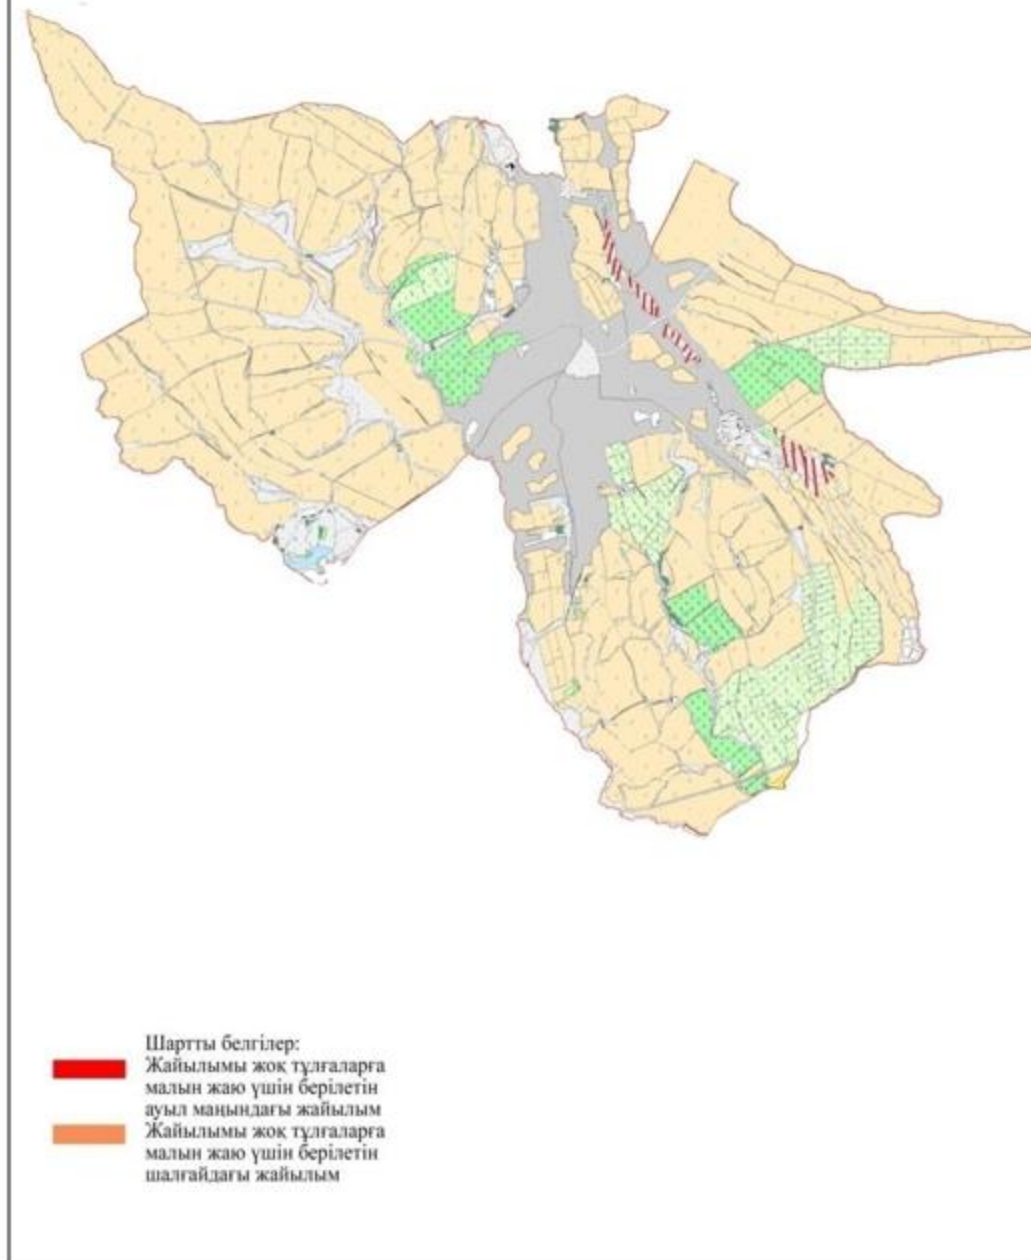 Шартты белгілер:
Жайылымы жоқ тұлғаларға
малын жаю үшін берілетін
ауыл маңындағы жайылым
Жайылымы жоқ тұлғаларға
малын жаю үшін берілетін
шалғайдағы жайылым